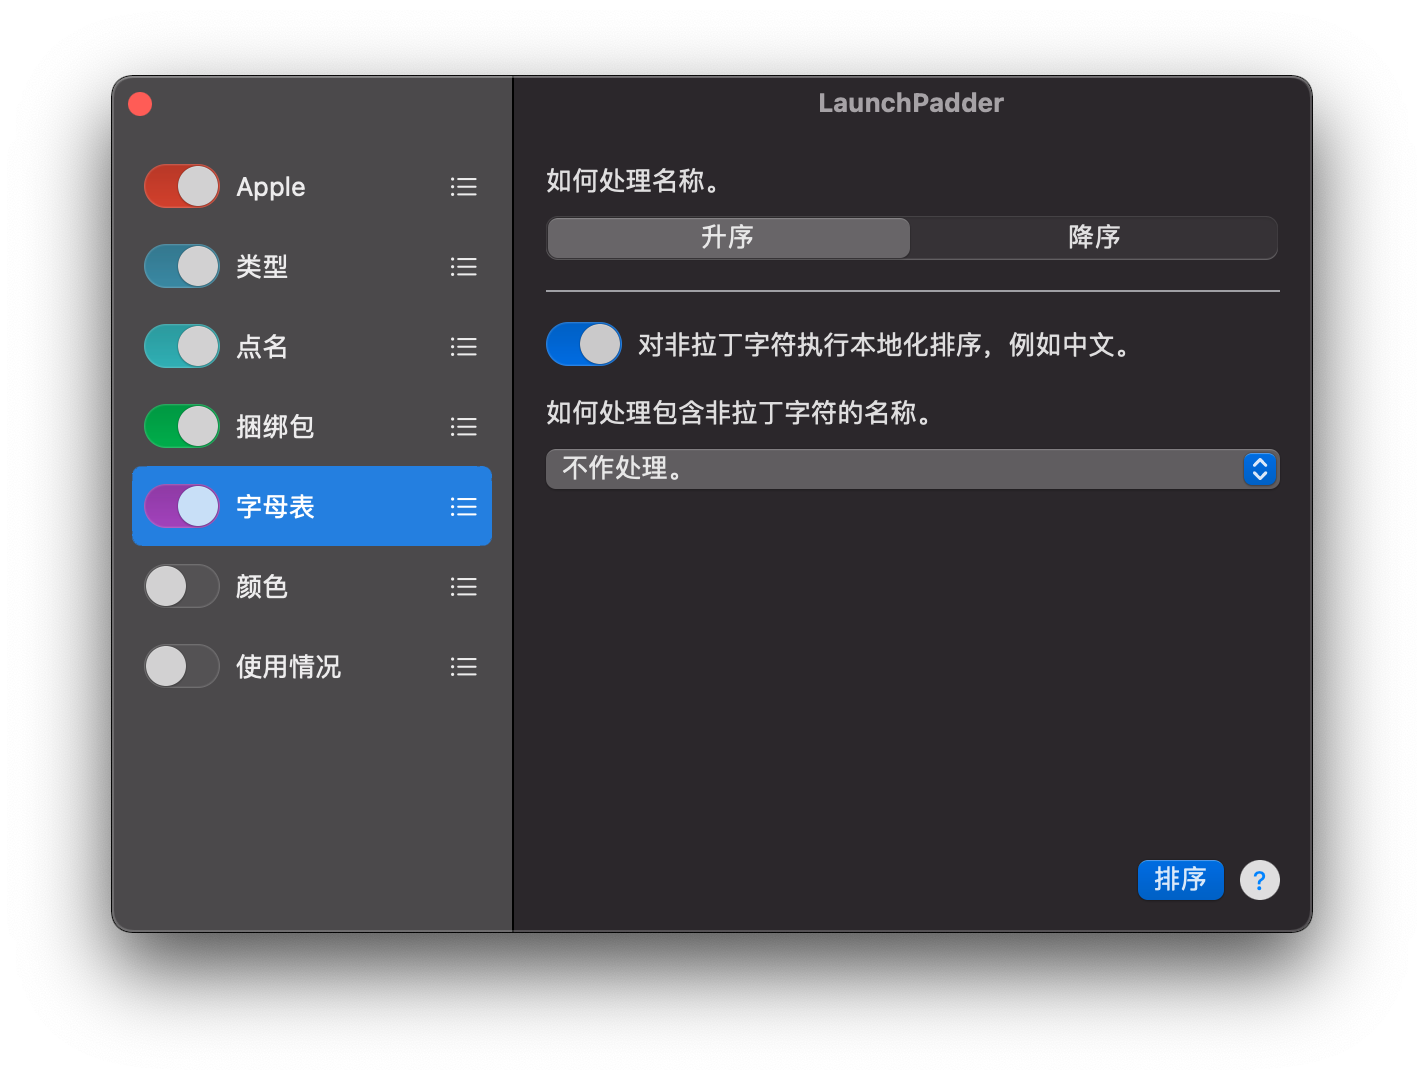 LaunchPadder
Apple
类型
点名
捆绑包
字母表
颜色
使用情况
如何处理名称。
升序
降序
对非拉丁字符执行本地化排序，例如中文。
如何处理包含非拉丁字符的名称。
不作处理。
排序
?